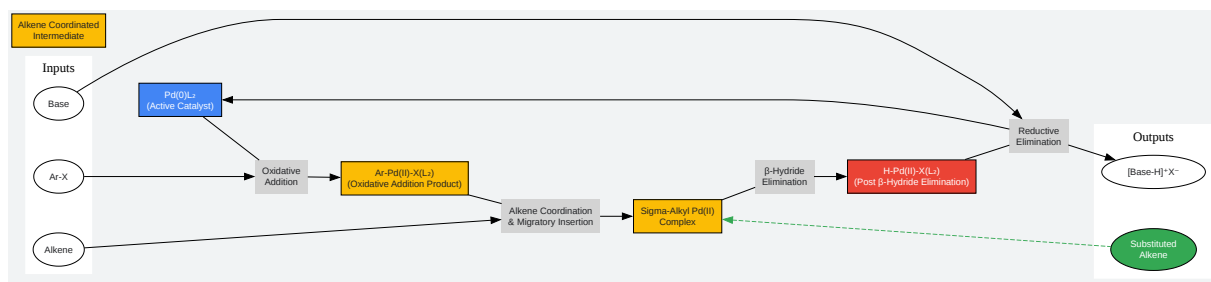 Alkene Coordinated
Intermediate
Inputs
Base
Ar-X
Alkene
Pd(0)L₂
(Active Catalyst)
Oxidative
Addition
Ar-Pd(II)-X(L₂)
(Oxidative Addition Product)
Alkene Coordination
& Migratory Insertion
Sigma-Alkyl Pd(II)
Complex
β-Hydride
Elimination
H-Pd(II)-X(L₂)
(Post β-Hydride Elimination)
Reductive
Elimination
Outputs
[Base-H]⁺X⁻
Substituted
Alkene